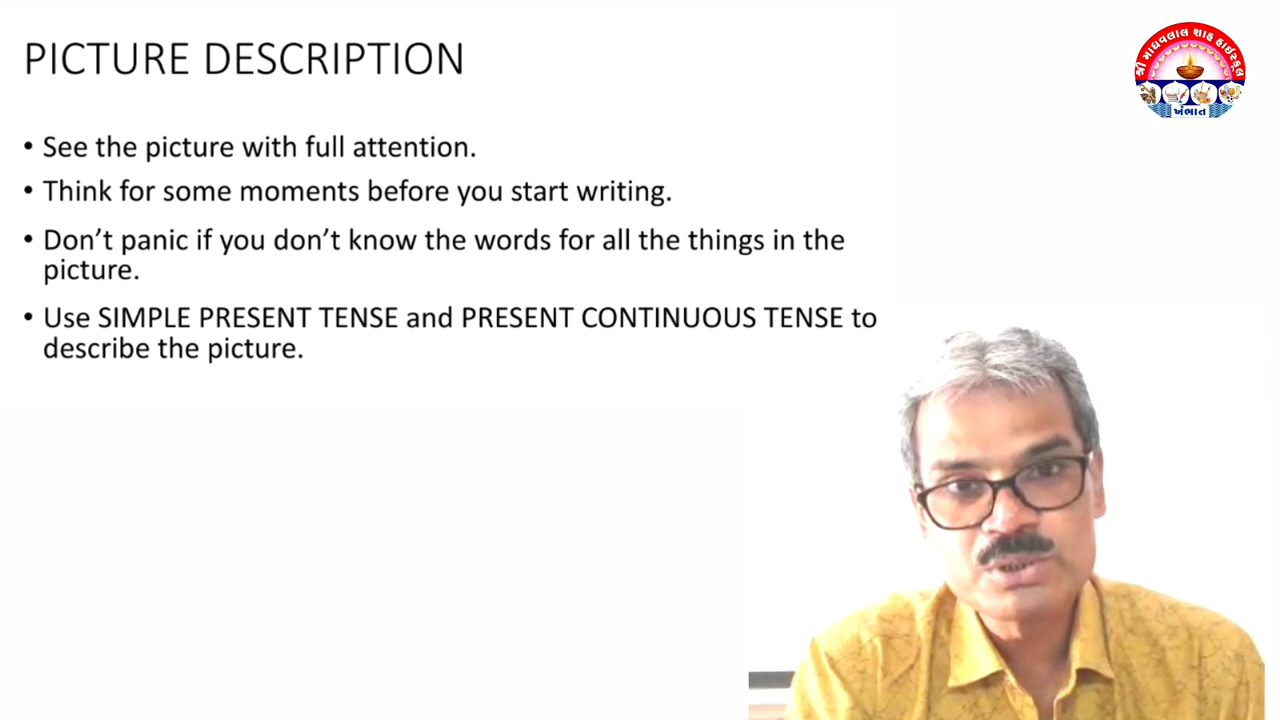 PICTURE DESCRIPTION
શ્રી માધવલાલ શાહ હાઈસ્કૂલ
ખંભાત
• See the picture with full attention.
• Think for some moments before you start writing.
• Don’t panic if you don’t know the words for all the things in the
picture.
• Use SIMPLE PRESENT TENSE and PRESENT CONTINUOUS TENSE to
describe the picture.